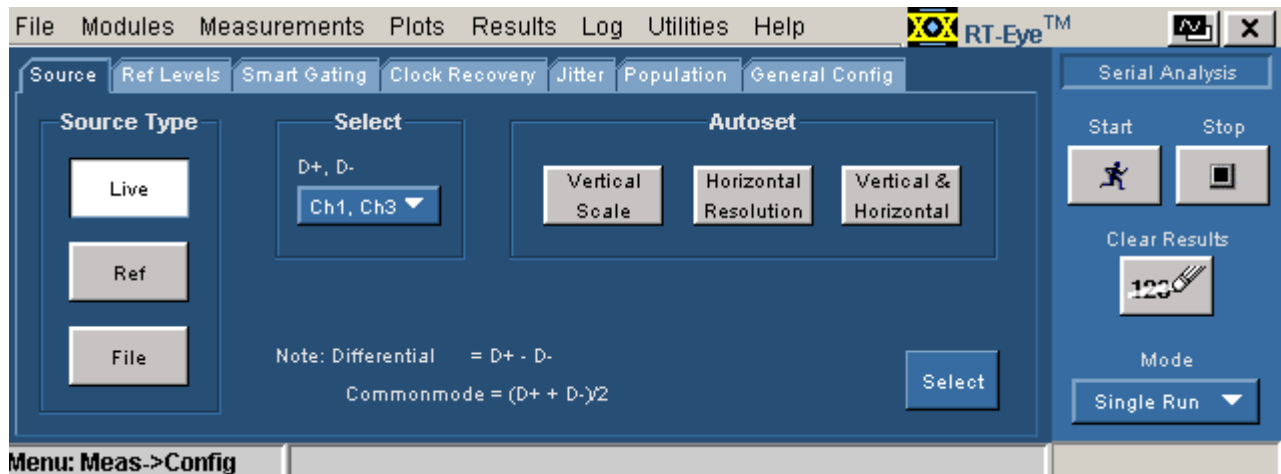 File Modules Measurements Plots Results Log Utilities Help RT-Eye™
Source Ref Levels Smart Gating Clock Recovery Jitter Population General Config
Serial Analysis
Source Type
Live
Ref
File
Select
D+, D-
Ch1, Ch3
Autoset
Vertical
Scale
Horizontal
Resolution
Vertical &
Horizontal
Note: Differential = D+ - D-
Commonmode = (D+ + D-)/2
Select
Start Stop
Clear Results
123
Mode
Single Run
Menu: Meas->Config